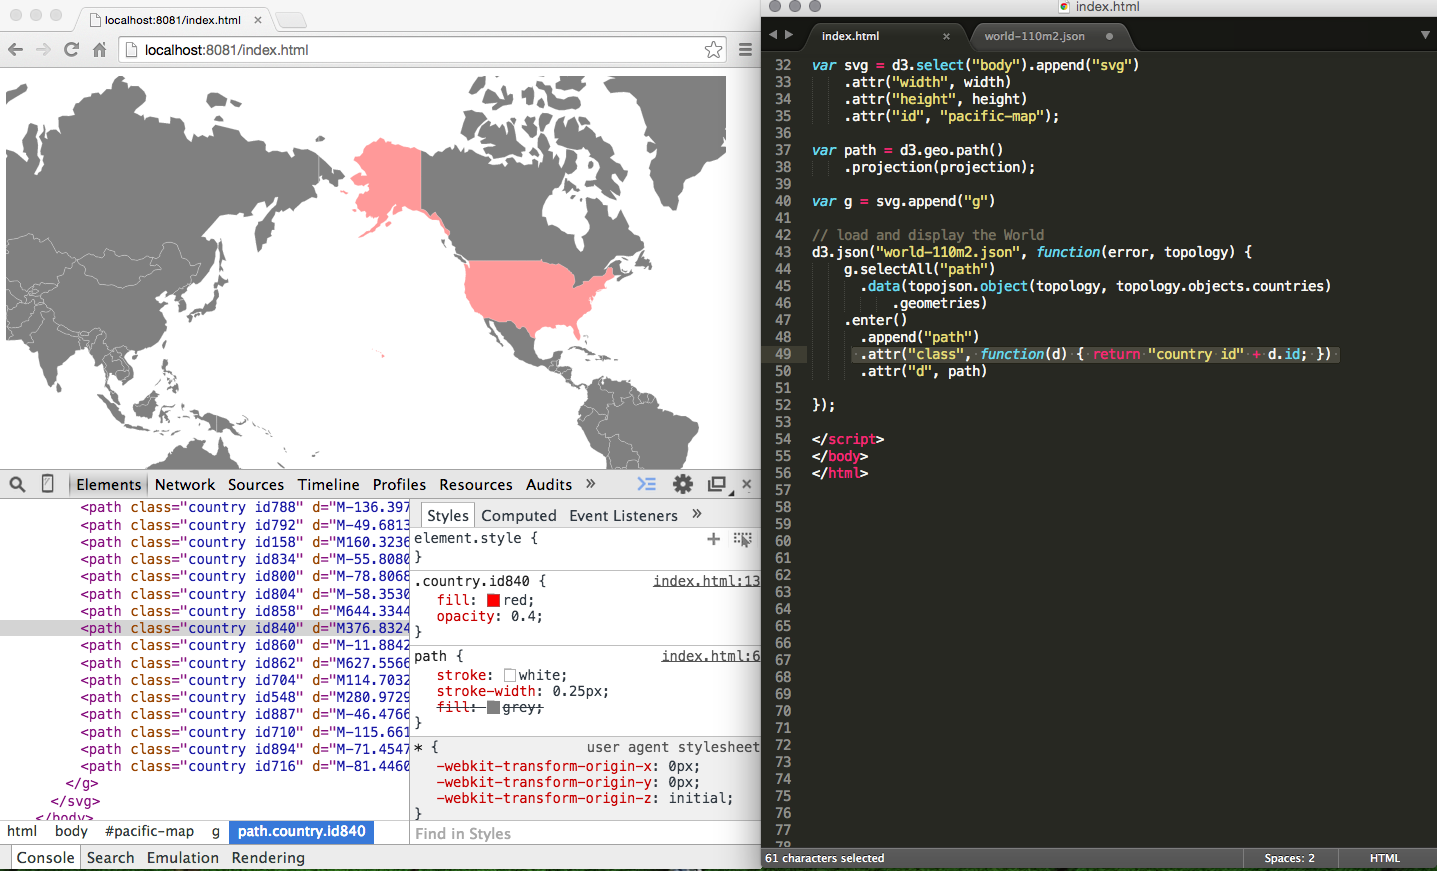 localhost:8081/index.html
localhost:8081/index.html
Elements Network Sources Timeline Profiles Resources Audits »
<path class="country id788" d="M-136.397
<path class="country id792" d="M-49.6813
<path class="country id158" d="M160.3236
<path class="country id834" d="M-55.8080
<path class="country id800" d="M-78.8068
<path class="country id804" d="M-58.3530
<path class="country id858" d="M644.3344
<path class="country id840" d="M376.8324
<path class="country id860" d="M-11.8842
<path class="country id862" d="M627.5566
<path class="country id704" d="M114.7032
<path class="country id548" d="M280.9729
<path class="country id887" d="M-46.4766
<path class="country id710" d="M-115.661
<path class="country id894" d="M-71.4547
<path class="country id716" d="M-81.4460
</g>
</svg>
</body>
html body #pacific-map g path.country.id840
Styles Computed Event Listeners »
element.style {
}
.country.id840 { index.html:13
fill: red;
opacity: 0.4;
}
path { index.html:6
stroke: white;
stroke-width: 0.25px;
fill: grey;
}
* { user agent stylesheet
-webkit-transform-origin-x: 0px;
-webkit-transform-origin-y: 0px;
-webkit-transform-origin-z: initial;
}
Find in Styles
Console Search Emulation Rendering
index.html
index.html world-110m2.json
32 var svg = d3.select("body").append("svg")
33 .attr("width", width)
34 .attr("height", height)
35 .attr("id", "pacific-map");
36
37 var path = d3.geo.path()
38 .projection(projection);
39
40 var g = svg.append("g")
41
42 // load and display the World
43 d3.json("world-110m2.json", function(error, topology) {
44 g.selectAll("path")
45 .data(topojson.object(topology, topology.objects.countries)
46 .geometries)
47 .enter()
48 .append("path")
49 .attr("class", function(d) { return "country id" + d.id; })
50 .attr("d", path)
51
52 });
53
54 </script>
55 </body>
56 </html>
57
58
59
60
61
62
63
64
65
66
67
68
69
70
71
72
73
74
75
76
77
78
61 characters selected Spaces: 2 HTML